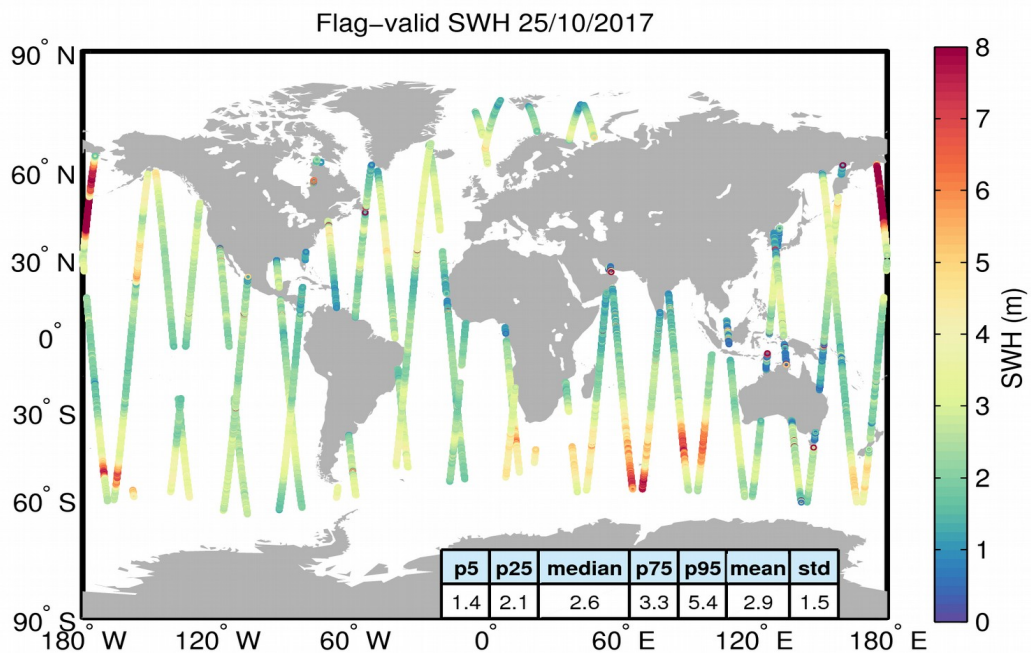 Flag-valid SWH 25/10/2017
90° N
60° N
30° N
0°
30° S
60° S
90° S
180° W
120° W
60° W
0°
60° E
120° E
180° E
8
7
6
5
4
3
2
1
0
SWH (m)
p5 p25 median p75 p95 mean std
1.4 2.1 2.6 3.3 5.4 2.9 1.5